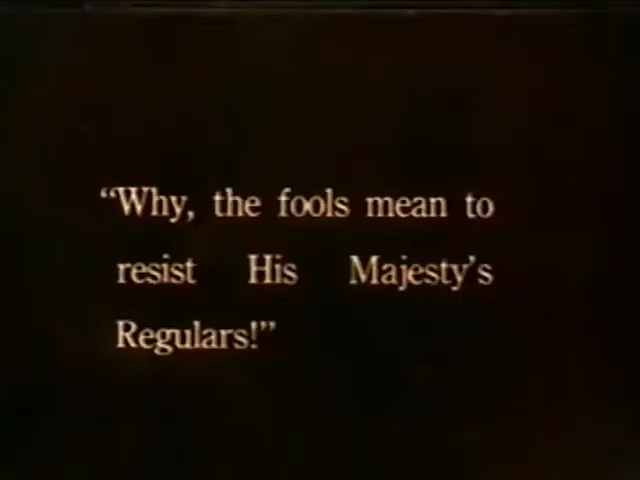 “Why, the fools mean to
resist His Majesty’s
Regulars!”